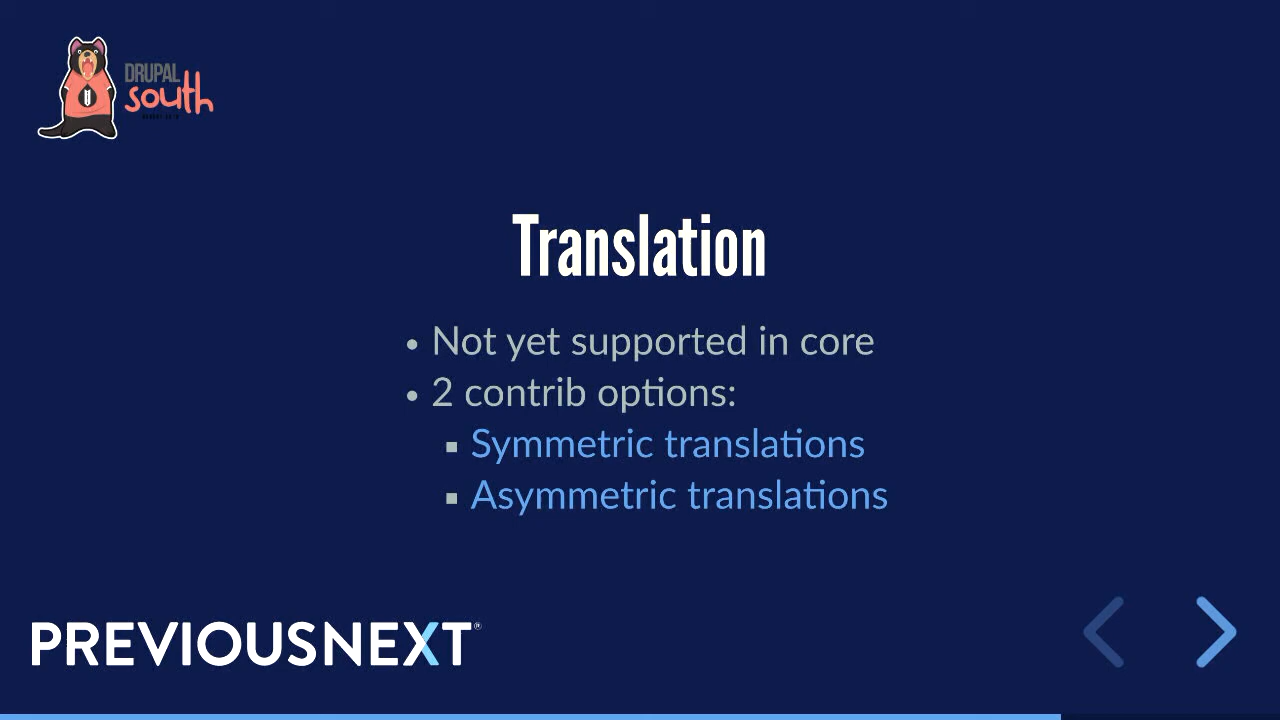 DRUPAL
south
Translation
• Not yet supported in core
• 2 contrib options:
▪ Symmetric translations
▪ Asymmetric translations
PREVIOUSNEXT®